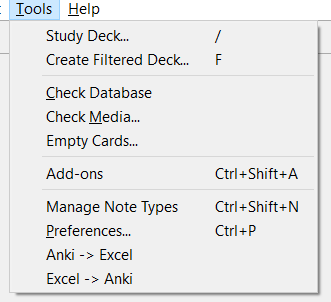 Tools Help
Study Deck... /
Create Filtered Deck... F
Check Database
Check Media...
Empty Cards...
Add-ons Ctrl+Shift+A
Manage Note Types Ctrl+Shift+N
Preferences... Ctrl+P
Anki -> Excel
Excel -> Anki